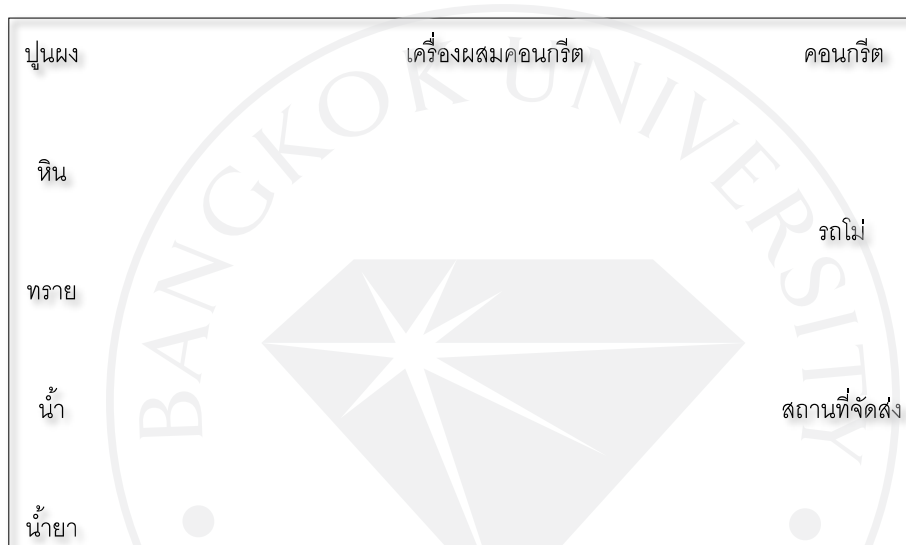 ปูนผง เครื่องผสมคอนกรีต คอนกรีต
หิน
รถโม่
ทราย
น้ำ สถานที่จัดส่ง
น้ำยา
BANGKOK UNIVERSITY